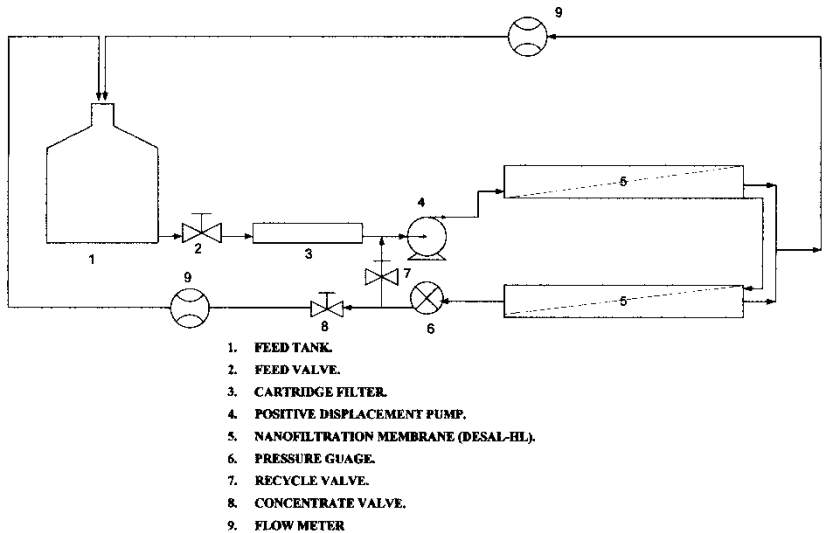 9
4
5
1
2
3
7
9
8
6
5
1. FEED TANK.
2. FEED VALVE.
3. CARTRIDGE FILTER.
4. POSITIVE DISPLACEMENT PUMP.
5. NANOFILTRATION MEMBRANE (DESAL-HL).
6. PRESSURE GUAGE.
7. RECYCLE VALVE.
8. CONCENTRATE VALVE.
9. FLOW METER